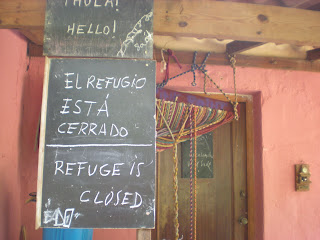 ¡HOLA!
HELLO!
EL REFUGIO
ESTÁ
CERRADO
REFUGE IS
CLOSED